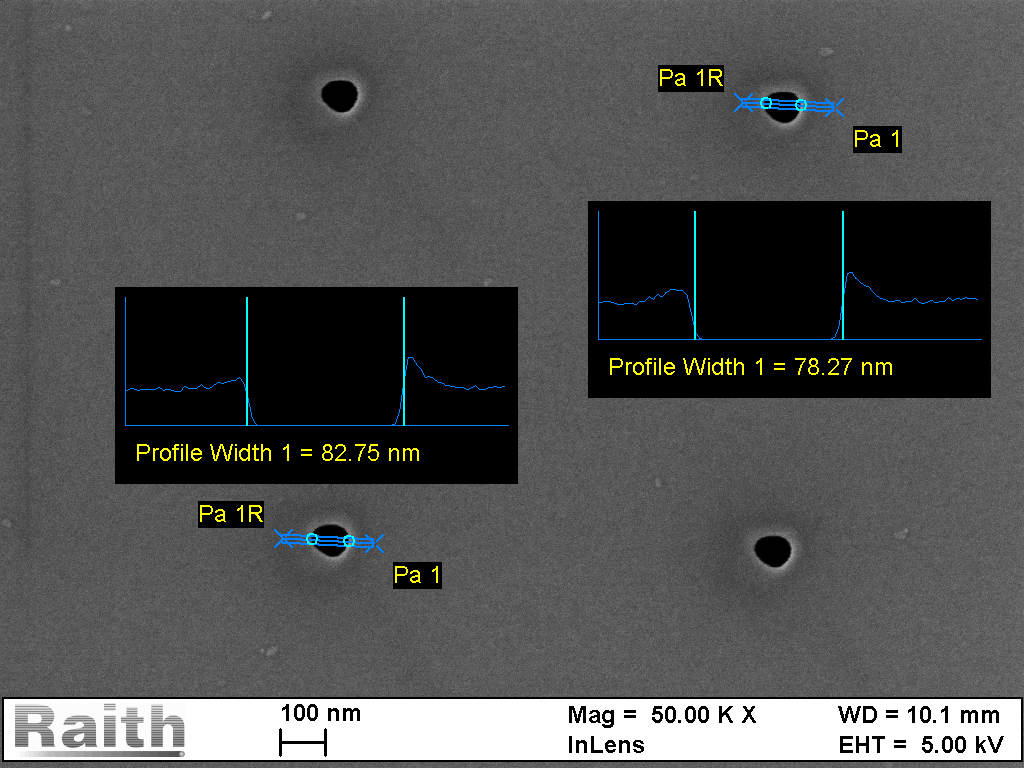 Pa 1R
Pa 1
Profile Width 1 = 78.27 nm
Profile Width 1 = 82.75 nm
Pa 1R
Pa 1
Raith
100 nm
Mag = 50.00 K X
WD = 10.1 mm
InLens
EHT = 5.00 kV